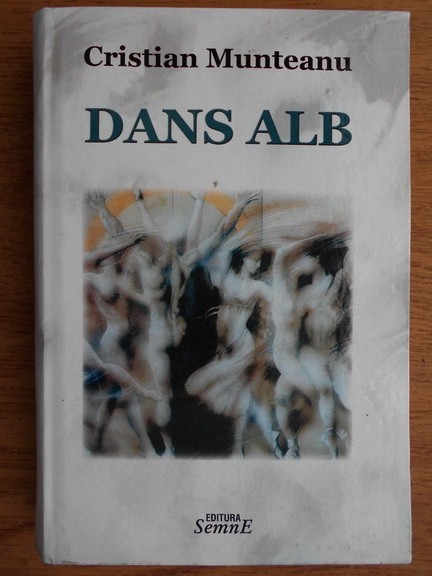 Cristian Munteanu
DANS ALB
EDITURA
SemnE